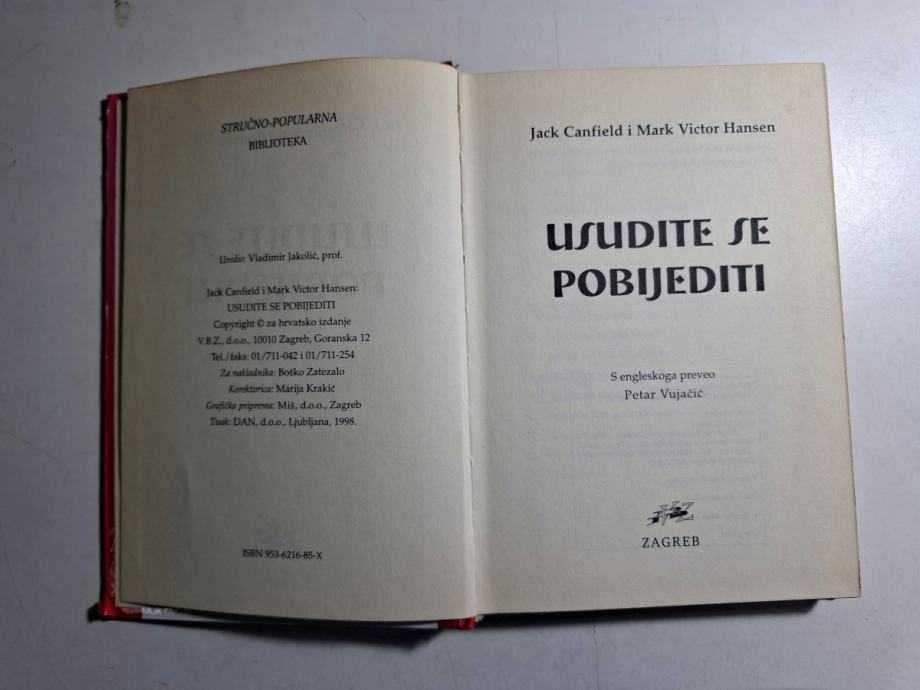 STRUČNO-POPULARNA
BIBLIOTEKA
Uredio: Vladimir Jakolić, prof.
Jack Canfield i Mark Victor Hansen:
USUDITE SE POBIJEDITI
Copyright © za hrvatsko izdanje
V.B.Z., d.o.o., 10010 Zagreb, Goranska 12
Tel./faks: 01/711-042 i 01/711-254
Za nakladnika: Boško Zatezalo
Korektorica: Marija Krakić
Grafička priprema: Miš, d.o.o., Zagreb
Tisak: DAN, d.o.o., Ljubljana, 1998.
ISBN 953-6216-85-X
Jack Canfield i Mark Victor Hansen
USUDITE SE
POBIJEDITI
S engleskoga preveo
Petar Vujačić
ZAGREB